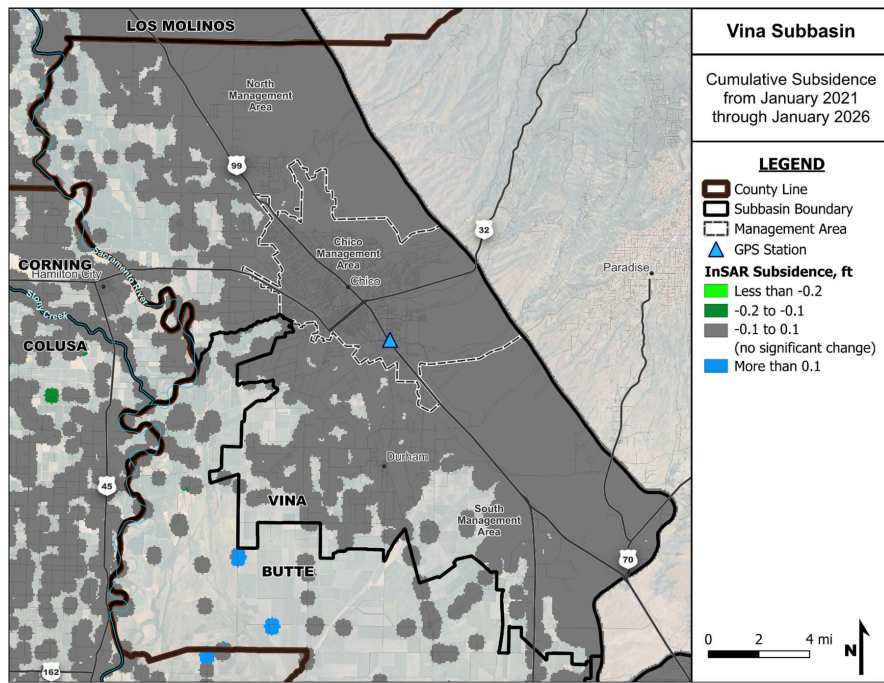 LOS MOLINOS
North
Management
Area
99
32
Chico
Management
Area
Chico
Paradise
CORNING
Hamilton City
Sacramento River
Stony Creek
COLUSA
45
Durham
VINA
South
Management
Area
BUTTE
70
162
Vina Subbasin
Cumulative Subsidence
from January 2021
through January 2026
LEGEND
County Line
Subbasin Boundary
Management Area
GPS Station
InSAR Subsidence, ft
Less than -0.2
-0.2 to -0.1
-0.1 to 0.1
(no significant change)
More than 0.1
0 2 4 mi
N